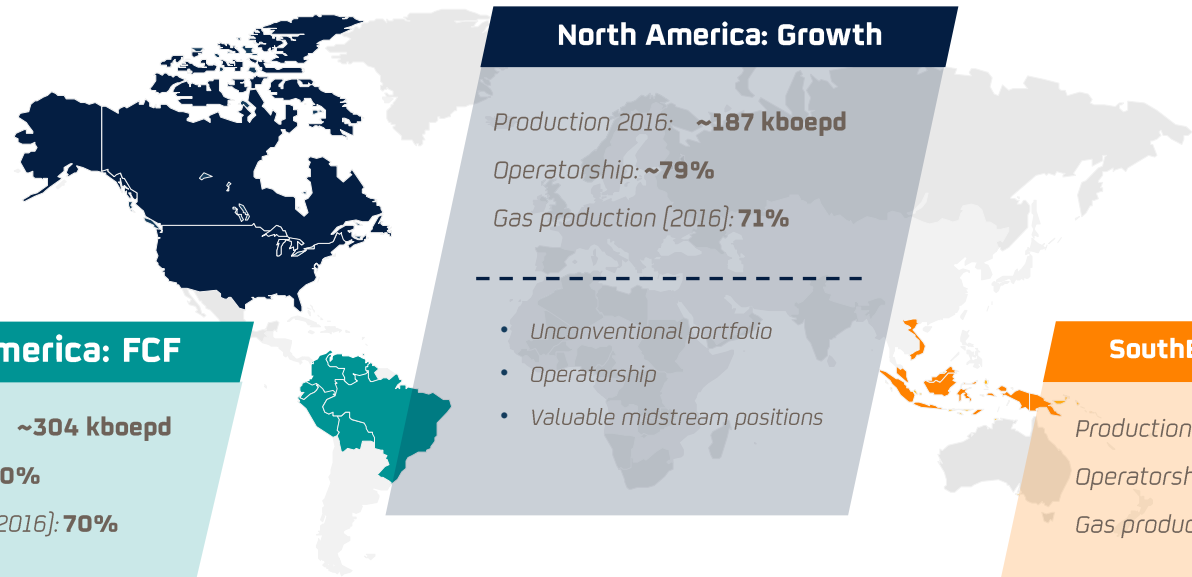 North America: Growth
Production 2016: ~187 kboepd
Operatorship: ~79%
Gas production (2016): 71%
• Unconventional portfolio
• Operatorship
• Valuable midstream positions
merica: FCF
~304 kboepd
0%
2016): 70%
South
Production
Operatorsh
Gas produc